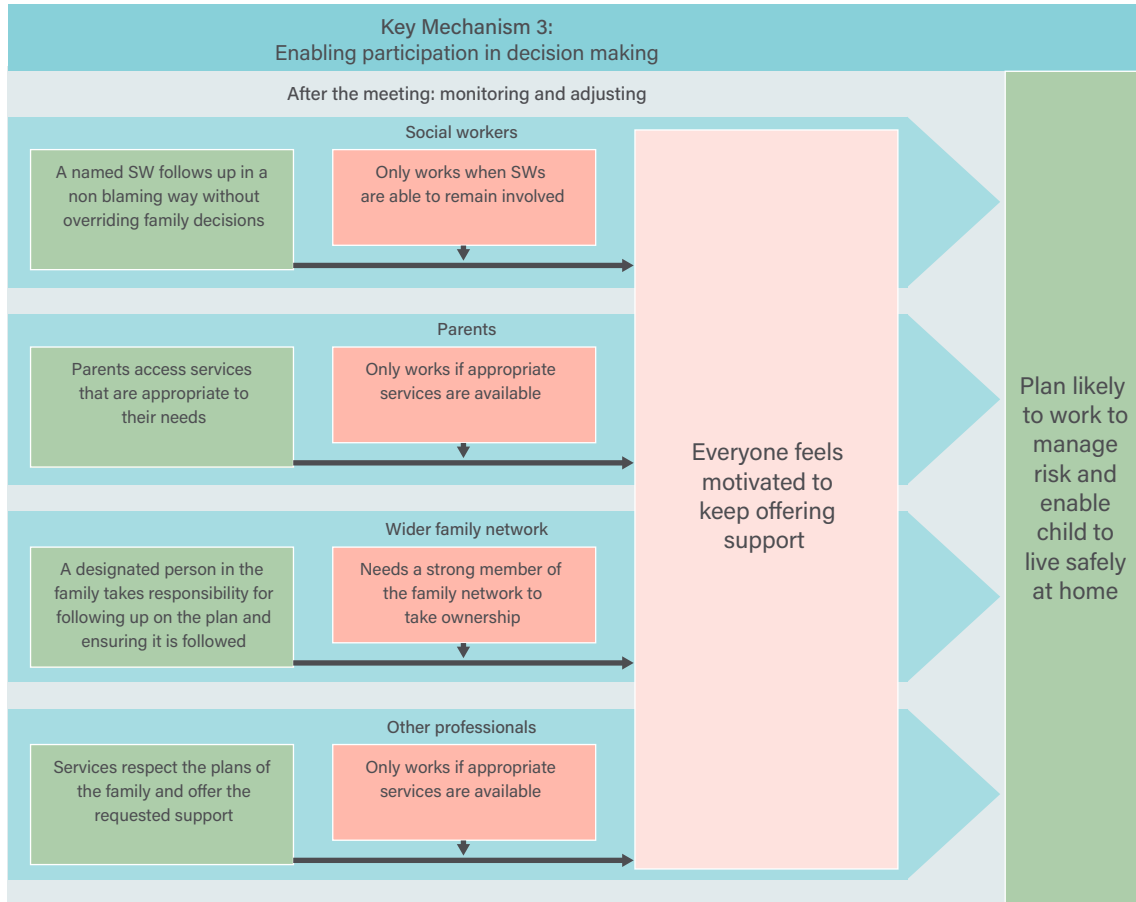 Key Mechanism 3:
Enabling participation in decision making
After the meeting: monitoring and adjusting
Social workers
A named SW follows up in a
non blaming way without
overriding family decisions
Only works when SWs
are able to remain involved
Parents
Parents access services
that are appropriate to
their needs
Only works if appropriate
services are available
Wider family network
A designated person in the
family takes responsibility for
following up on the plan and
ensuring it is followed
Needs a strong member of
the family network to
take ownership
Other professionals
Services respect the plans of
the family and offer the
requested support
Only works if appropriate
services are available
Everyone feels
motivated to
keep offering
support
Plan likely
to work to
manage
risk and
enable
child to
live safely
at home